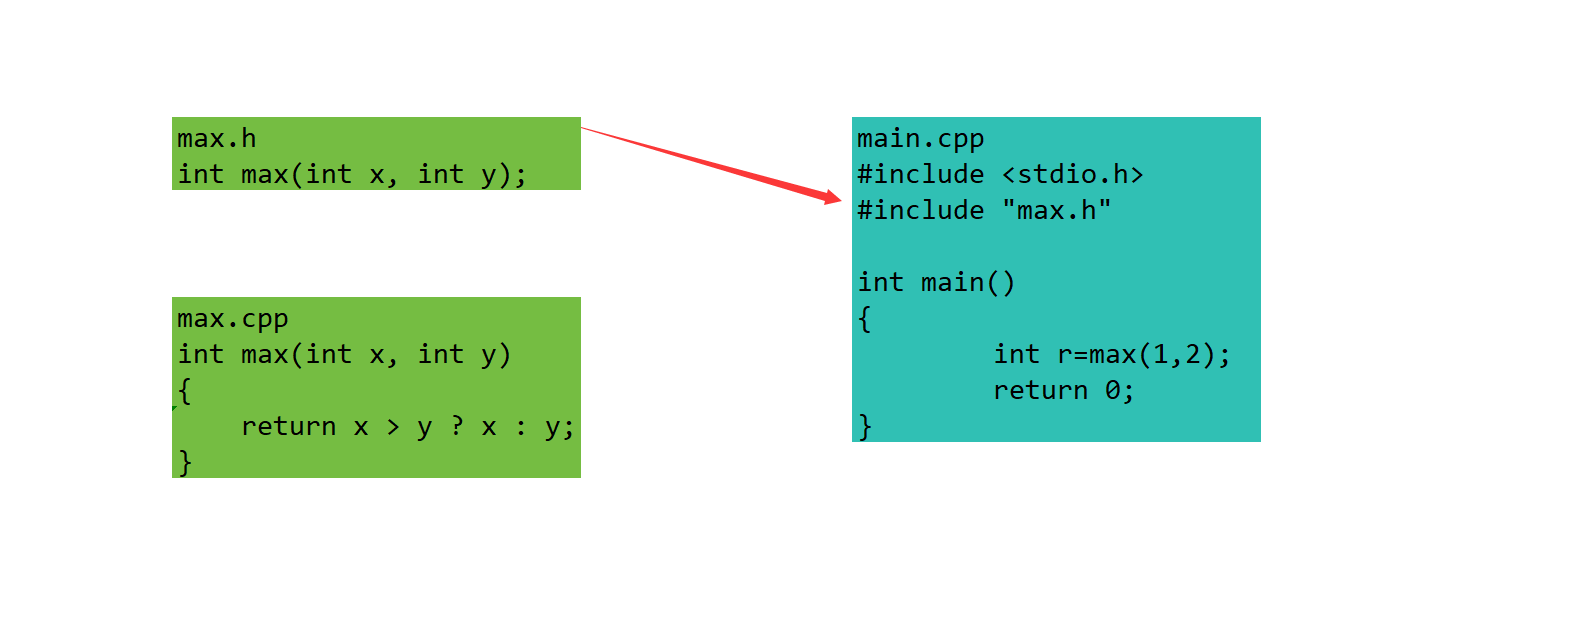 max.h
int max(int x, int y);
max.cpp
int max(int x, int y)
{
    return x > y ? x : y;
}
main.cpp
#include <stdio.h>
#include "max.h"
int main()
{
        int r=max(1,2);
        return 0;
}